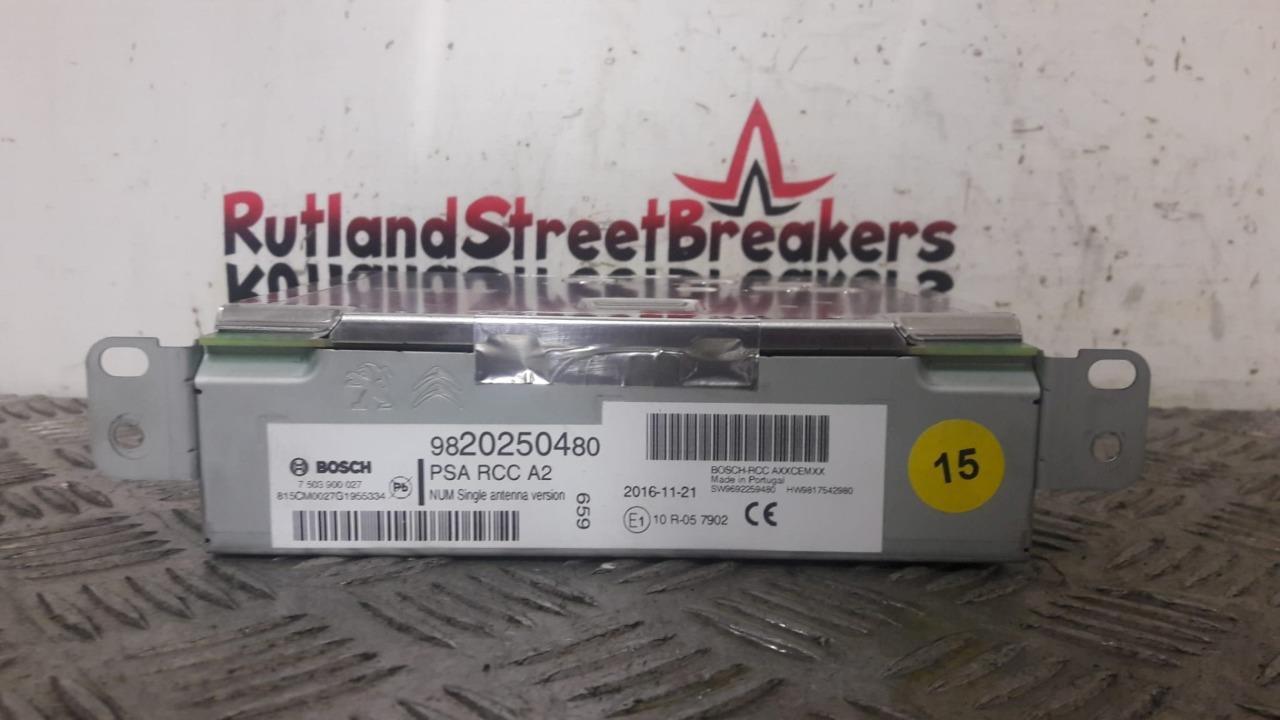 RutlandStreetBreakers
BOSCH
7 503 900 027
815CM0027G1955334
Pb
9820250480
PSA RCC A2
NUM Single antenna version
659
BOSCH-RCC AXXCEMXX
Made in Portugal
2016-11-21
SW9692259480 HW9817542980
E1 10 R-05 7902 CE
15